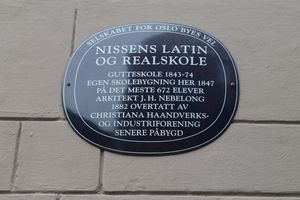 SELSKABET FOR OSLO BYES VEL
NISSENS LATIN
OG REALSKOLE
GUTTESKOLE 1843-74
EGEN SKOLEBYGNING HER 1847
PÅ DET MESTE 672 ELEVER
ARKITEKT J. H. NEBELONG
1882 OVERTATT AV
CHRISTIANA HAANDVERKS-
OG INDUSTRIFORENING
SENERE PÅBYGD